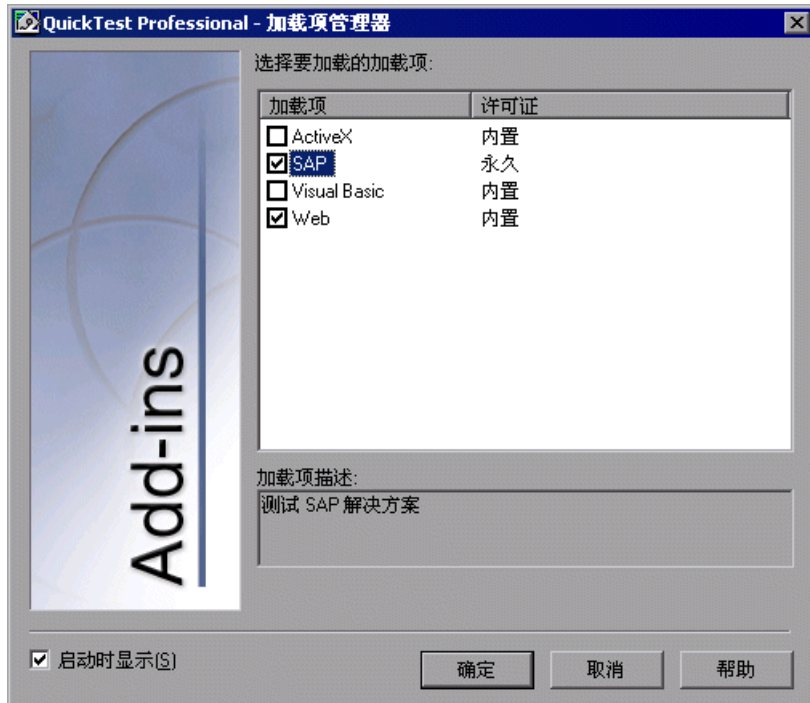 QuickTest Professional - 加载项管理器
选择要加载的加载项:
加载项 许可证
ActiveX 内置
SAP 永久
Visual Basic 内置
Web 内置
Add-ins
加载项描述:
测试 SAP 解决方案
启动时显示(S)
确定 取消 帮助